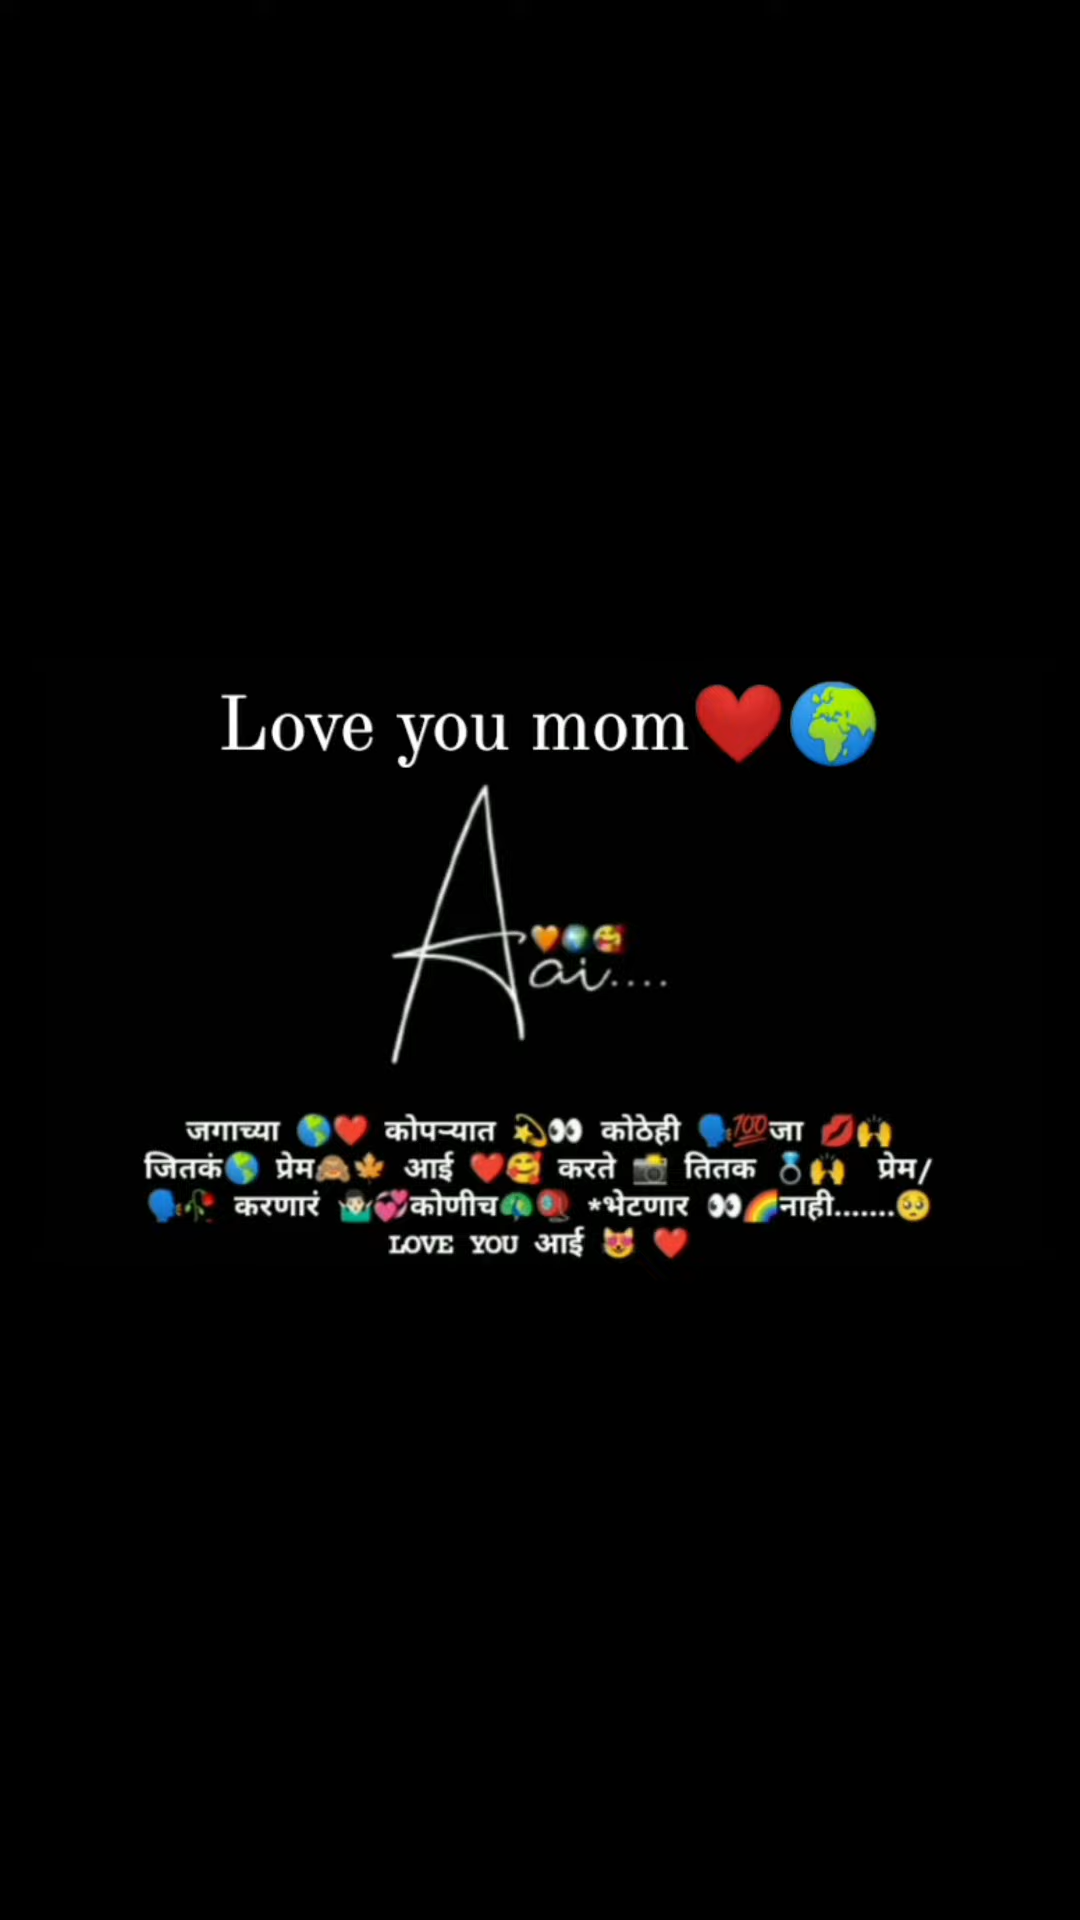 Love you mom❤️🌍
🧡🌍🥰
Aai....
जगाच्या 🌎❤️ कोपऱ्यात 💫👀 कोठेही 🗣️💯जा 💋🙌
जितकं🌎 प्रेम🙈🍁 आई ❤️🥰 करते 📸 तितक 💍🙌 प्रेम/
🗣️🥀 करणारं 🤷🏻‍♂️💞कोणीच🦚🪀 *भेटणार 👀🌈नाही.......🥺
LOVE YOU आई 😻 ❤️